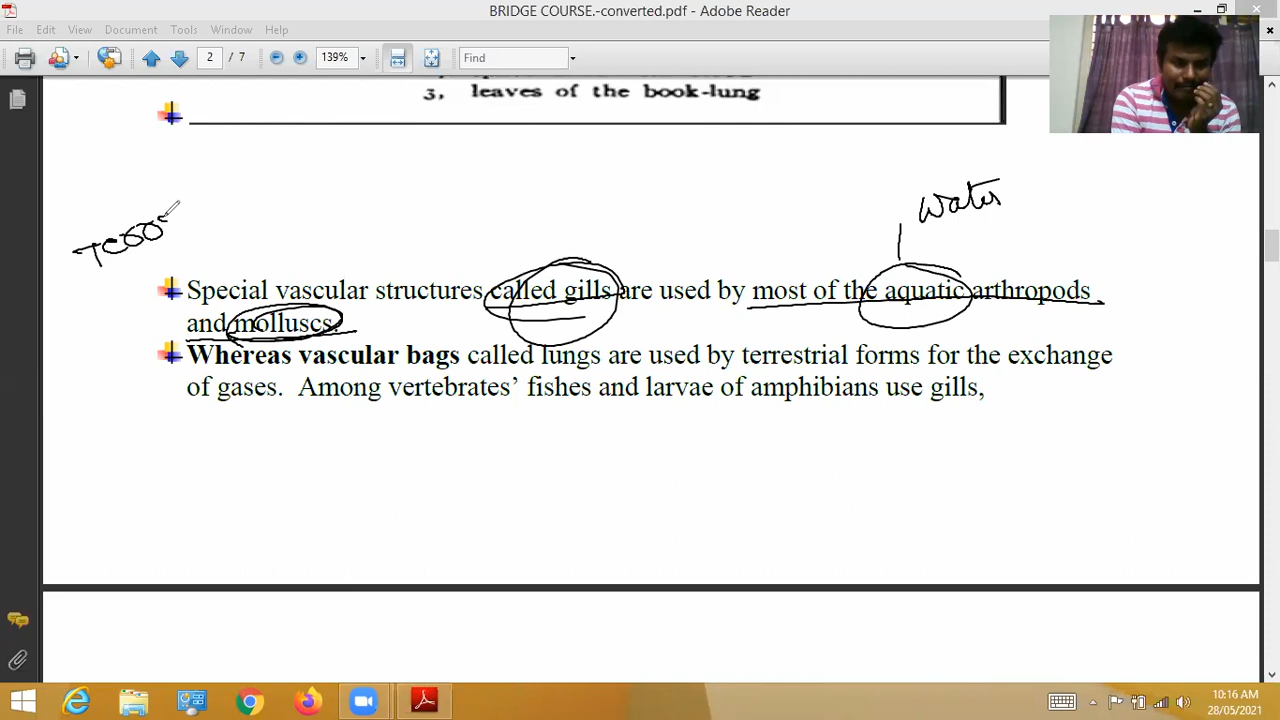 BRIDGE COURSE.-converted.pdf - Adobe Reader
File Edit View Document Tools Window Help
2 / 7 139% Find
3, leaves of the book-lung
water
Special vascular structures called gills are used by most of the aquatic arthropods
and molluscs.
Whereas vascular bags called lungs are used by terrestrial forms for the exchange
of gases. Among vertebrates’ fishes and larvae of amphibians use gills,
10:16 AM
28/05/2021